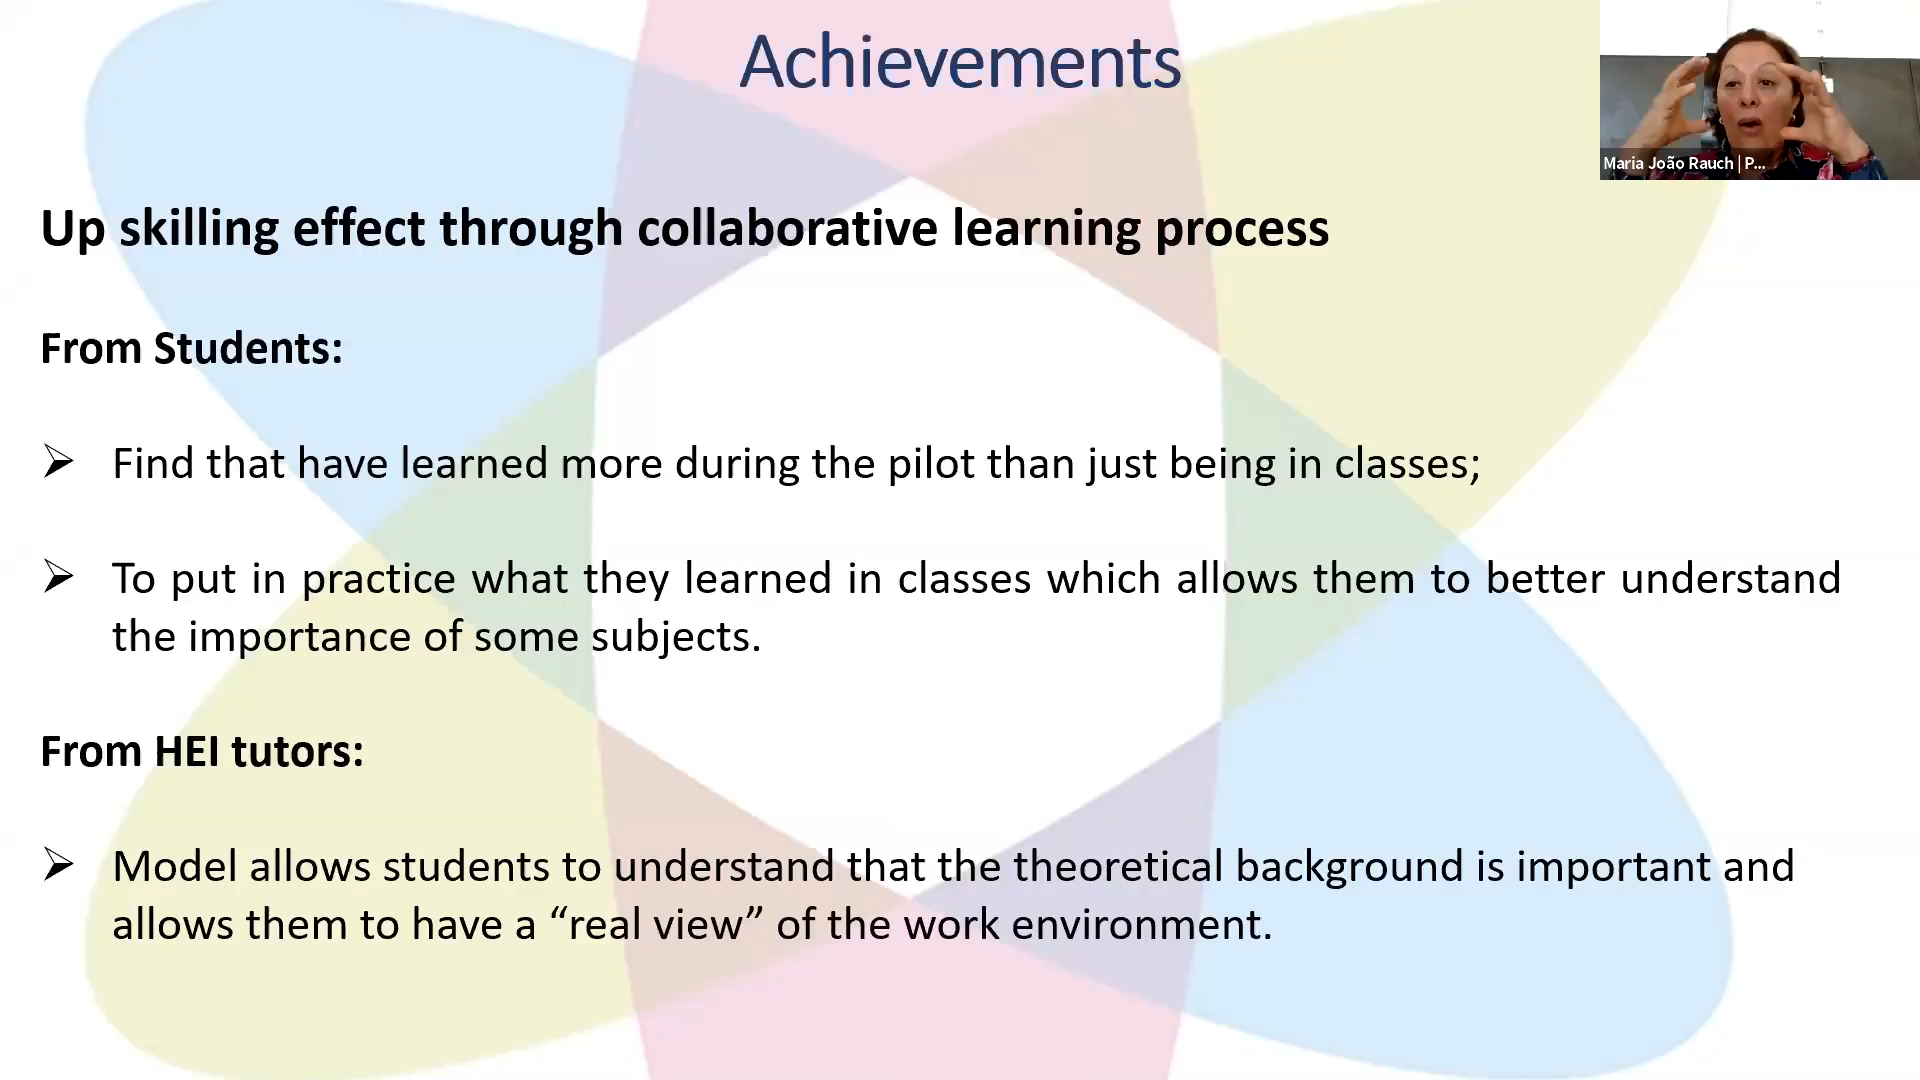 Achievements
Maria João Rauch | P...
Up skilling effect through collaborative learning process
From Students:
➢ Find that have learned more during the pilot than just being in classes;
➢ To put in practice what they learned in classes which allows them to better understand
the importance of some subjects.
From HEI tutors:
➢ Model allows students to understand that the theoretical background is important and
allows them to have a “real view” of the work environment.